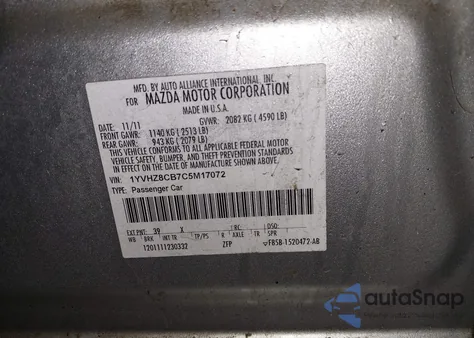 MFD. BY AUTO ALLIANCE INTERNATIONAL, INC.
FOR MAZDA MOTOR CORPORATION
MADE IN U.S.A.
DATE: 11/11 GVWR: 2082 KG ( 4590 LB)
FRONT GAWR: 1140 KG ( 2513 LB)
REAR GAWR: 943 KG ( 2079 LB)
THIS VEHICLE CONFORMS TO ALL APPLICABLE FEDERAL MOTOR
VEHICLE SAFETY, BUMPER, AND THEFT PREVENTION STANDARDS
IN EFFECT ON THE DATE OF MANUFACTURE SHOWN ABOVE.
VIN: 1YVHZ8CB7C5M17072
TYPE: Passenger Car
EXT PNT: 39 X RC: DSO:
WB BRK INT TR TP/PS R AXLE TR SPR
1201111230332 ZFP F85B-1520472-AB
autoSnap